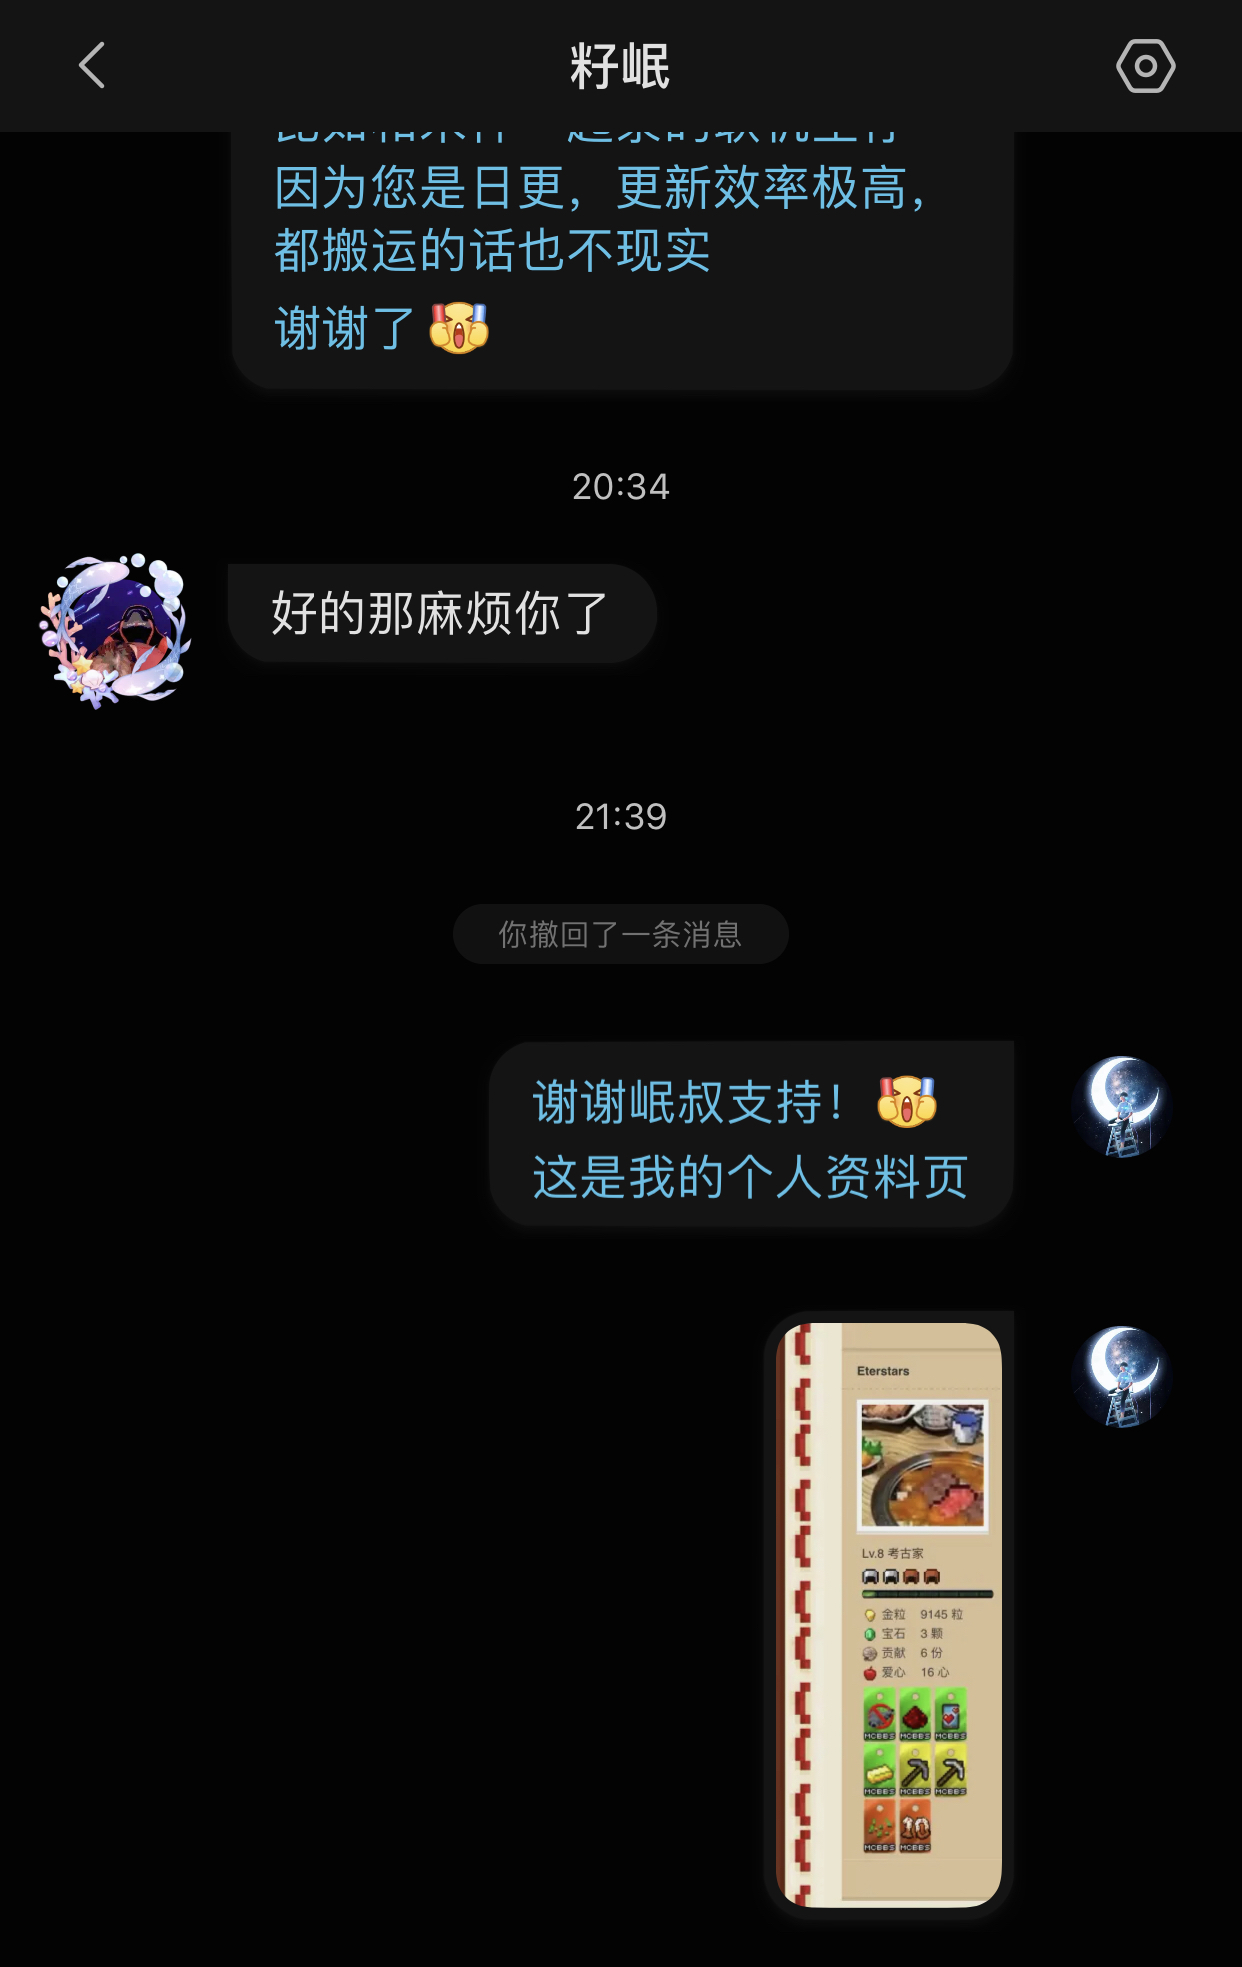 籽岷
因为您是日更，更新效率极高，
都搬运的话也不现实
谢谢了
20:34
好的那麻烦你了
21:39
你撤回了一条消息
谢谢岷叔支持！
这是我的个人资料页
Eterstars
Lv.8 考古家
金粒 9145 粒
宝石 3 颗
贡献 6 份
爱心 16 心
MCBBS MCBBS MCBBS
MCBBS MCBBS MCBBS
10
MCBBS MCBBS